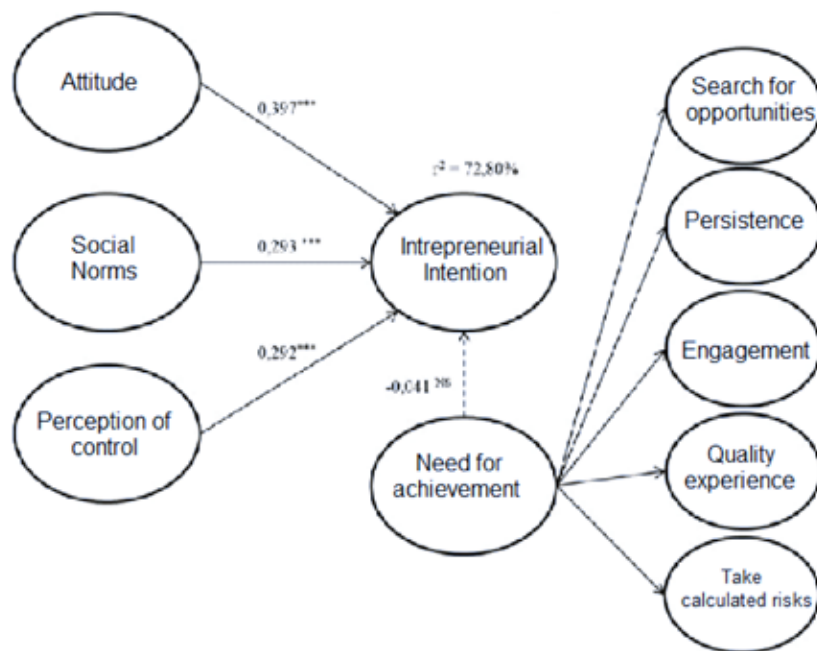 Attitude
0,397***
Social
Norms
0,293 ***
Perception of
control
0,292***
r² = 72,80%
Intrepreneurial
Intention
-0,041 NS
Need for
achievement
Search for
opportunities
Persistence
Engagement
Quality
experience
Take
calculated risks